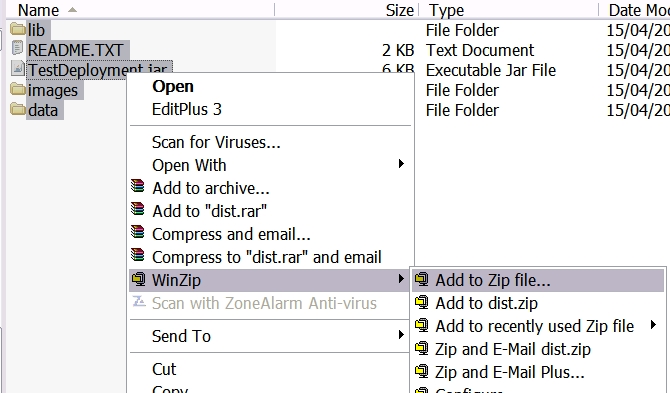 Name Size Type Date Mo
lib File Folder 15/04/20
README.TXT 2 KB Text Document 15/04/20
TestDeployment.jar 6 KB Executable Jar File 15/04/20
images File Folder 15/04/20
data File Folder 15/04/20
Open
EditPlus 3
Scan for Viruses...
Open With
Add to archive...
Add to "dist.rar"
Compress and email...
Compress to "dist.rar" and email
WinZip Add to Zip file...
Scan with ZoneAlarm Anti-virus Add to dist.zip
Add to recently used Zip file
Send To Zip and E-Mail dist.zip
Cut Zip and E-Mail Plus...
Copy Configure